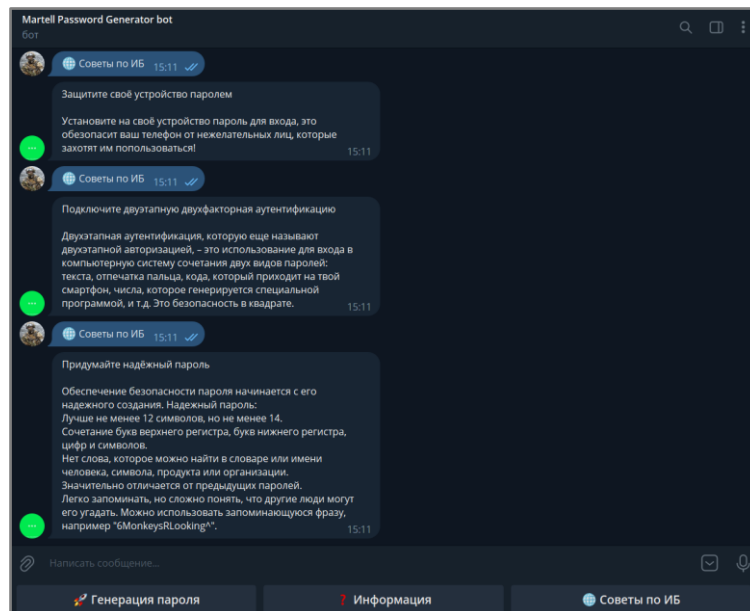 Martell Password Generator bot
бот
Советы по ИБ 15:11
Защитите своё устройство паролем
Установите на своё устройство пароль для входа, это
обезопасит ваш телефон от нежелательных лиц, которые
захотят им попользоваться!
15:11
Советы по ИБ 15:11
Подключите двуэтапную двухфакторная аутентификацию
Двухэтапная аутентификация, которую еще называют
двухэтапной авторизацией, – это использование для входа в
компьютерную систему сочетания двух видов паролей:
текста, отпечатка пальца, кода, который приходит на твой
смартфон, числа, которое генерируется специальной
программой, и т.д. Это безопасность в квадрате.
15:11
Советы по ИБ 15:11
Придумайте надёжный пароль
Обеспечение безопасности пароля начинается с его
надежного создания. Надежный пароль:
Лучше не менее 12 символов, но не менее 14.
Сочетание букв верхнего регистра, букв нижнего регистра,
цифр и символов.
Нет слова, которое можно найти в словаре или имени
человека, символа, продукта или организации.
Значительно отличается от предыдущих паролей.
Легко запоминать, но сложно понять, что другие люди могут
его угадать. Можно использовать запоминающуюся фразу,
например "6MonkeysRLooking^".
15:11
Написать сообщение...
Генерация пароля
Информация
Советы по ИБ